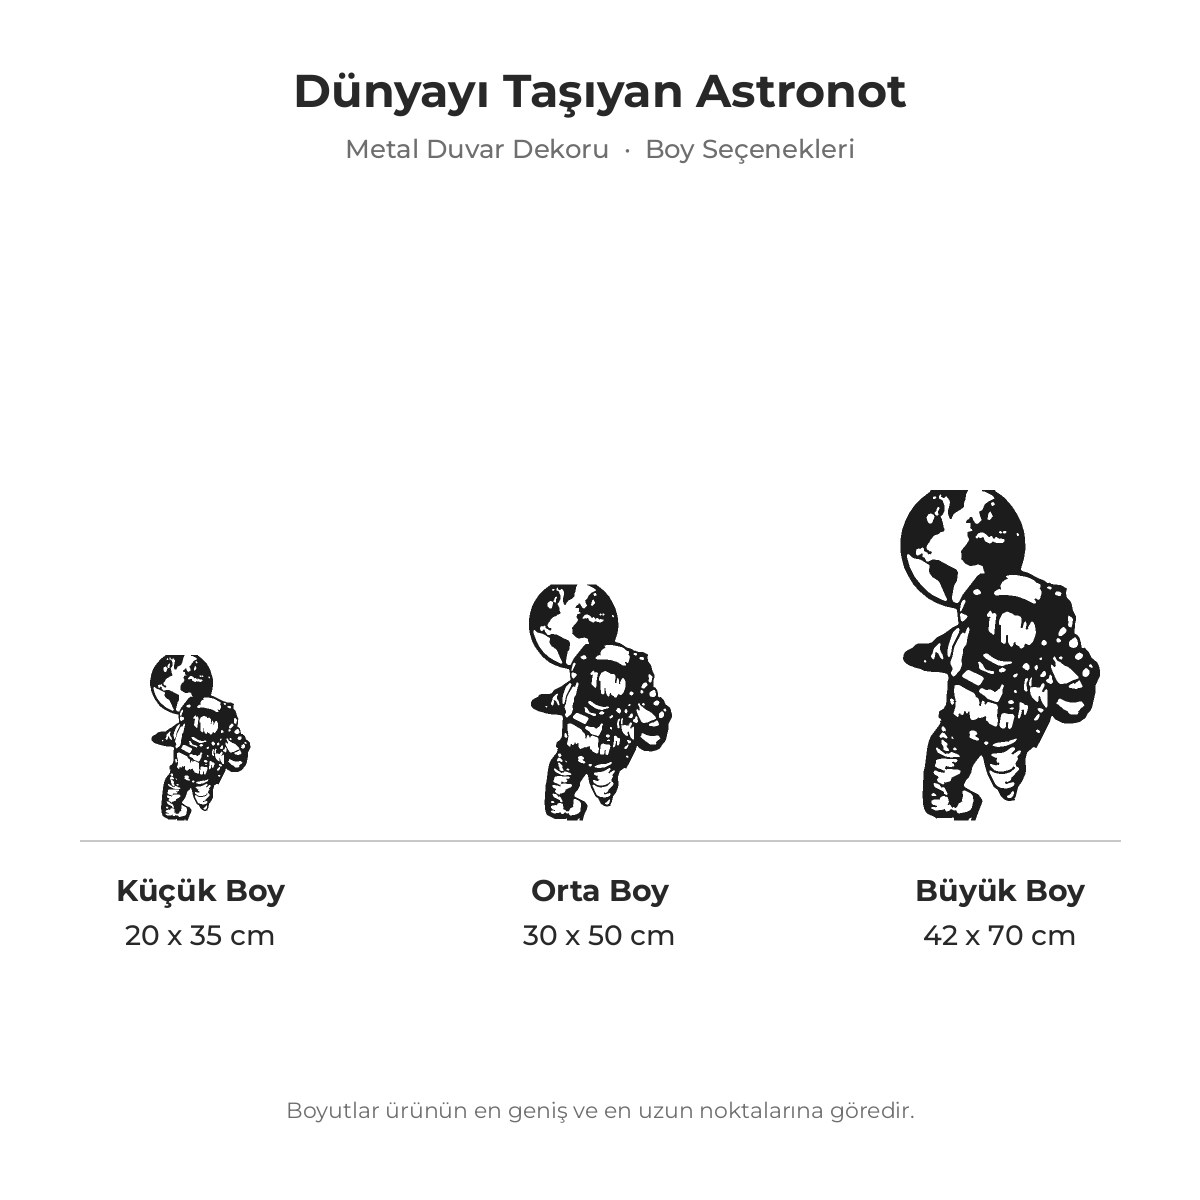 Dünyayı Taşıyan Astronot
Metal Duvar Dekoru · Boy Seçenekleri
Küçük Boy
20 x 35 cm
Orta Boy
30 x 50 cm
Büyük Boy
42 x 70 cm
Boyutlar ürünün en geniş ve en uzun noktalarına göredir.